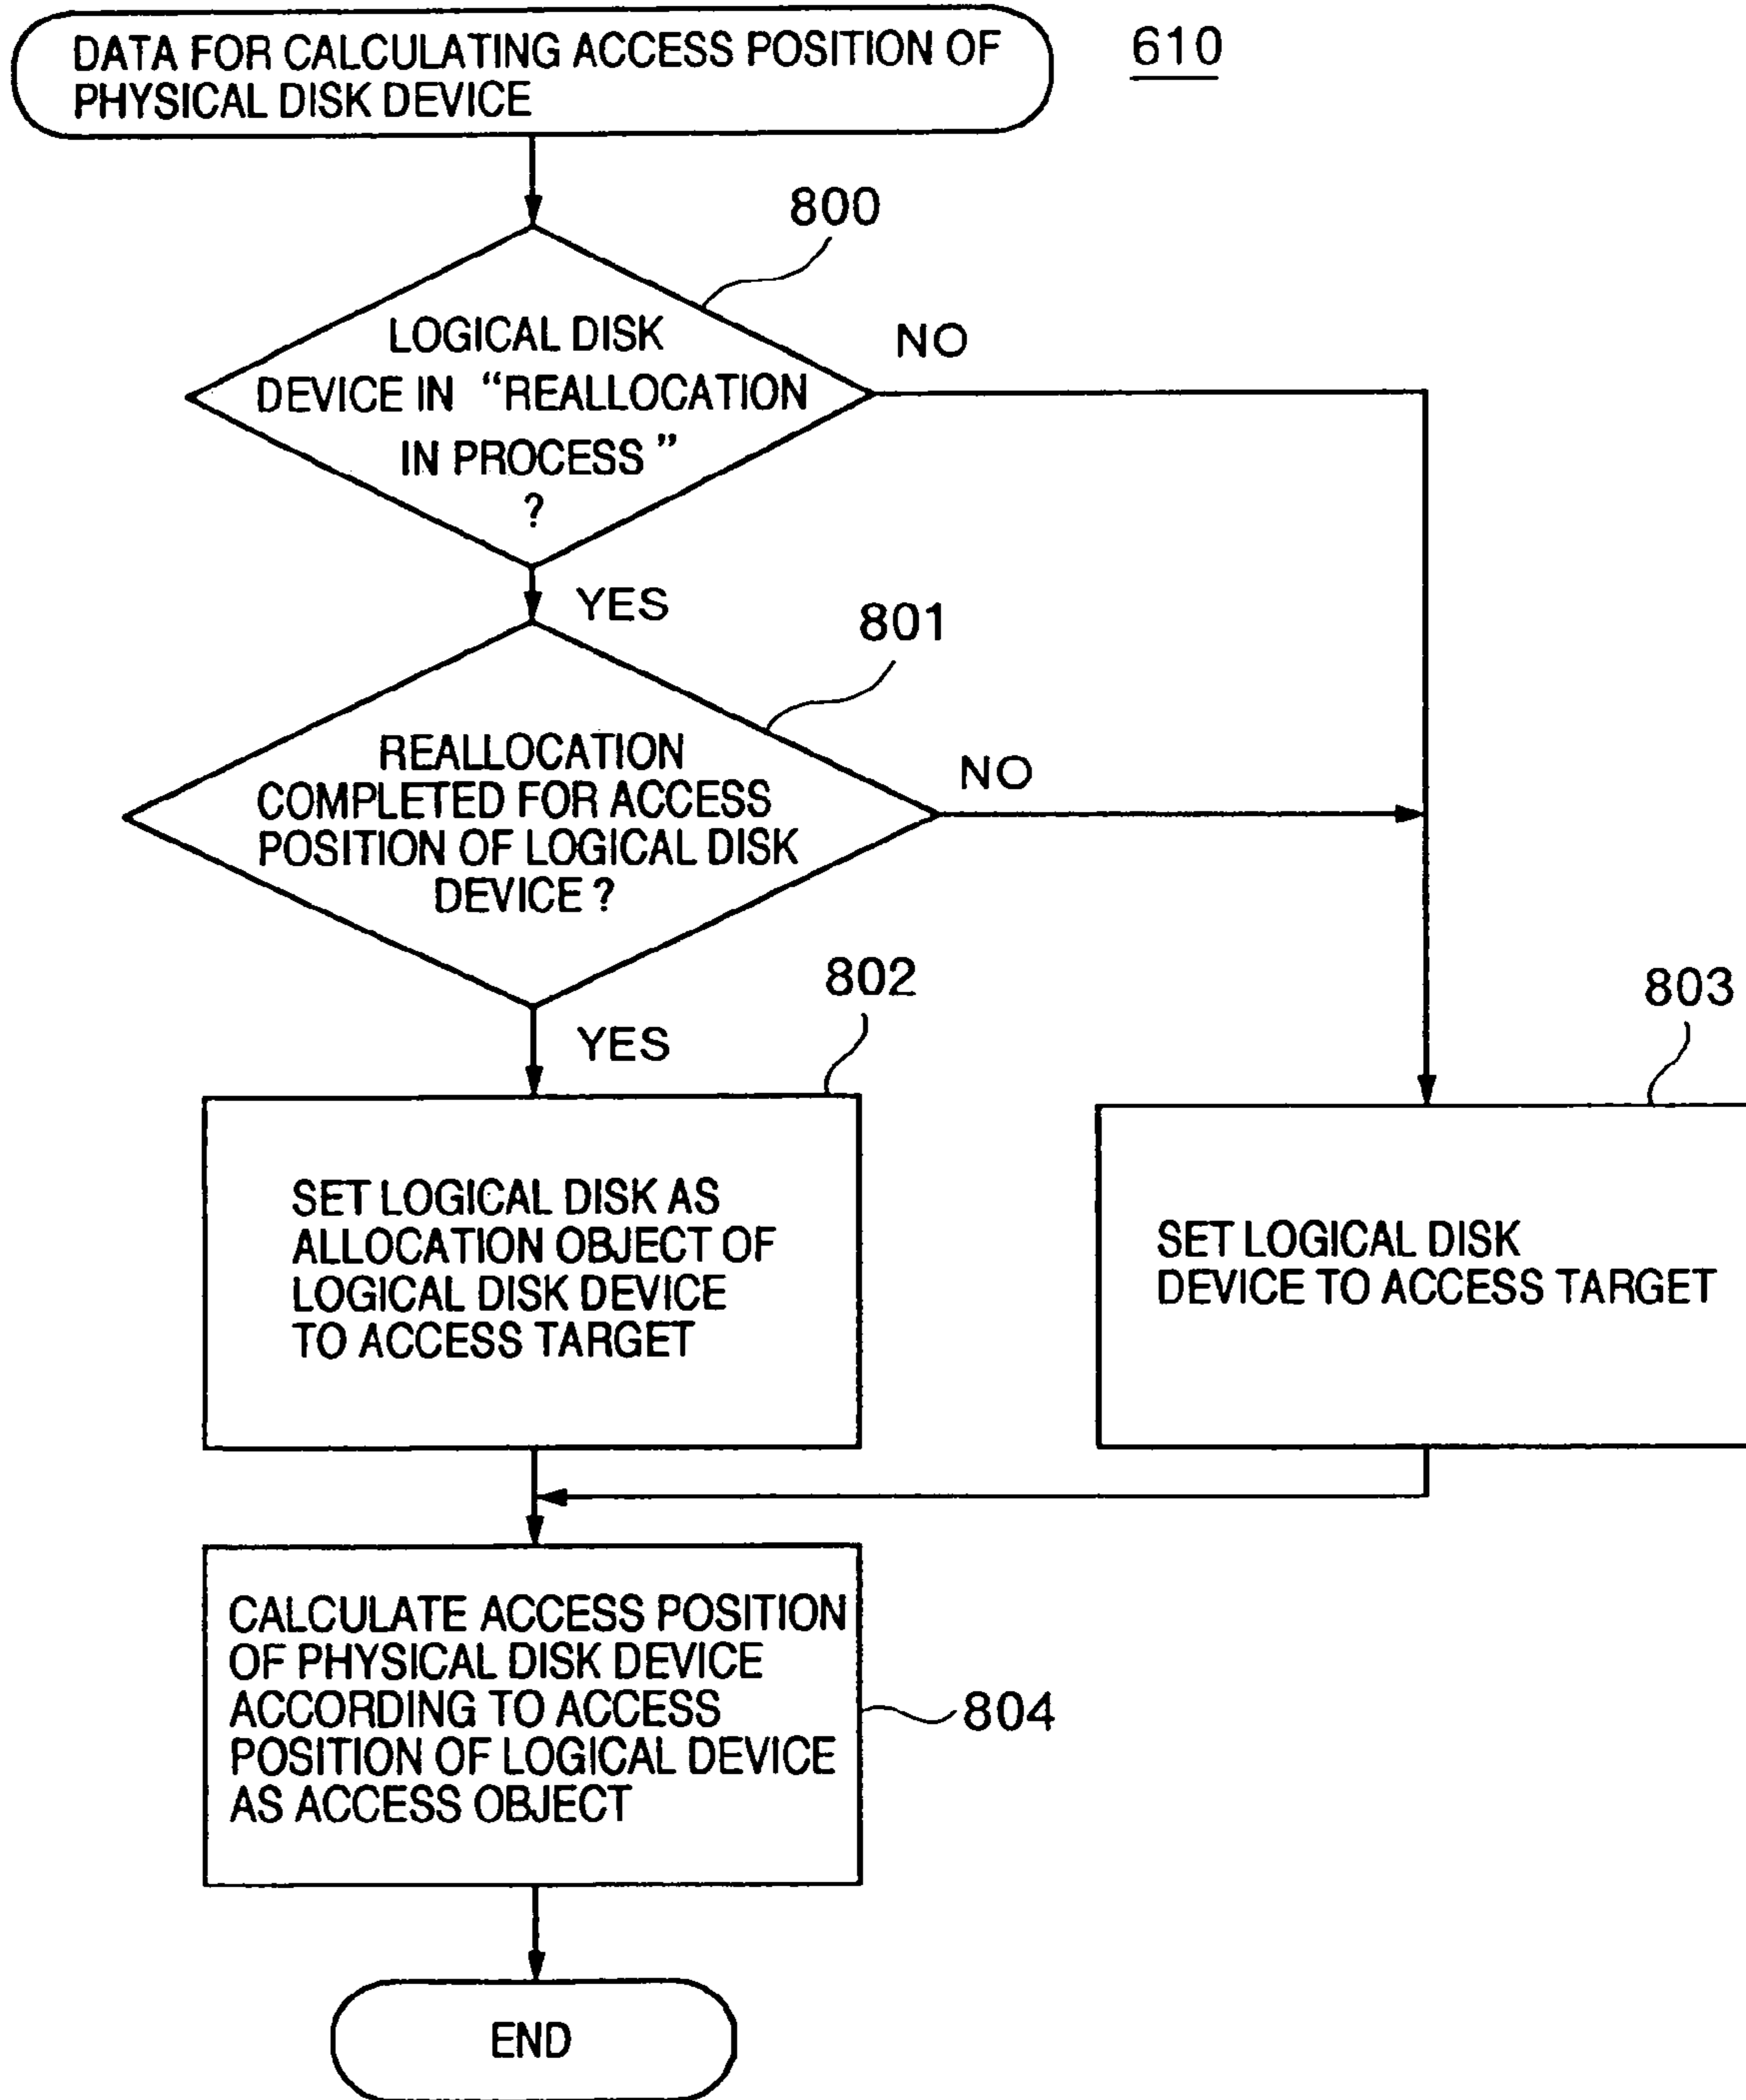 DATA FOR CALCULATING ACCESS POSITION OF
PHYSICAL DISK DEVICE
610
800
LOGICAL DISK
DEVICE IN “REALLOCATION
IN PROCESS”
?
NO
YES
801
REALLOCATION
COMPLETED FOR ACCESS
POSITION OF LOGICAL DISK
DEVICE ?
NO
YES
802
803
SET LOGICAL DISK AS
ALLOCATION OBJECT OF
LOGICAL DISK DEVICE
TO ACCESS TARGET
SET LOGICAL DISK
DEVICE TO ACCESS TARGET
CALCULATE ACCESS POSITION
OF PHYSICAL DISK DEVICE
ACCORDING TO ACCESS
POSITION OF LOGICAL DEVICE
AS ACCESS OBJECT
804
END